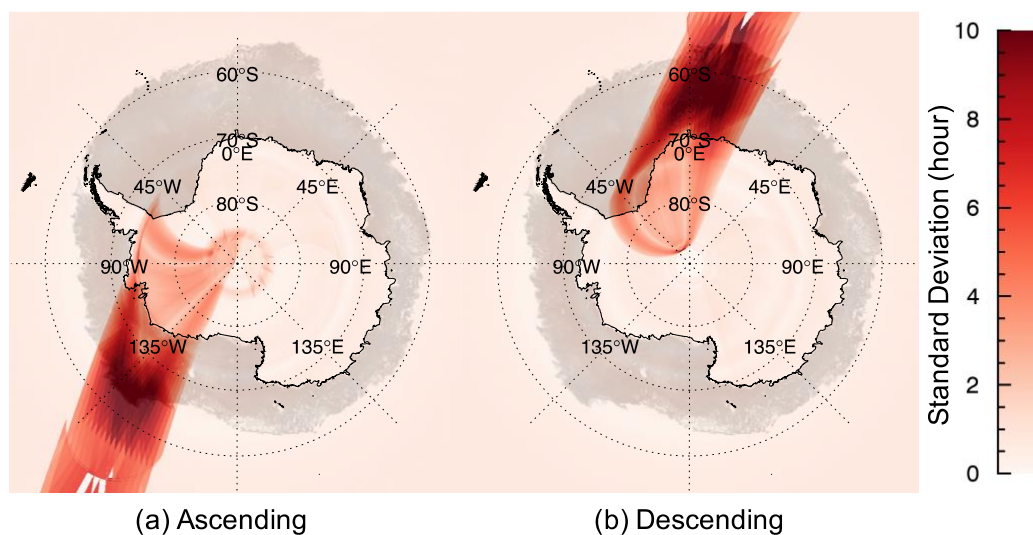 60°S
70°S
0°E
45°W
45°E
80°S
90°W
90°E
135°W
135°E
(a) Ascending
60°S
70°S
0°E
45°W
45°E
80°S
90°W
90°E
135°W
135°E
(b) Descending
10
8
6
4
2
0
Standard Deviation (hour)